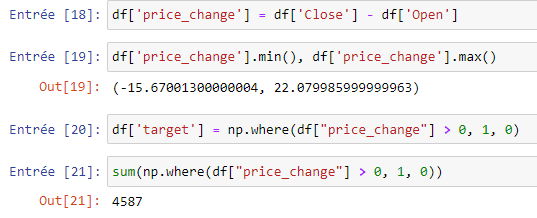 Entrée [18]: df['price_change'] = df['Close'] - df['Open']
Entrée [19]: df['price_change'].min(), df['price_change'].max()
Out[19]: (-15.67001300000004, 22.079985999999963)
Entrée [20]: df['target'] = np.where(df["price_change"] > 0, 1, 0)
Entrée [21]: sum(np.where(df["price_change"] > 0, 1, 0))
Out[21]: 4587